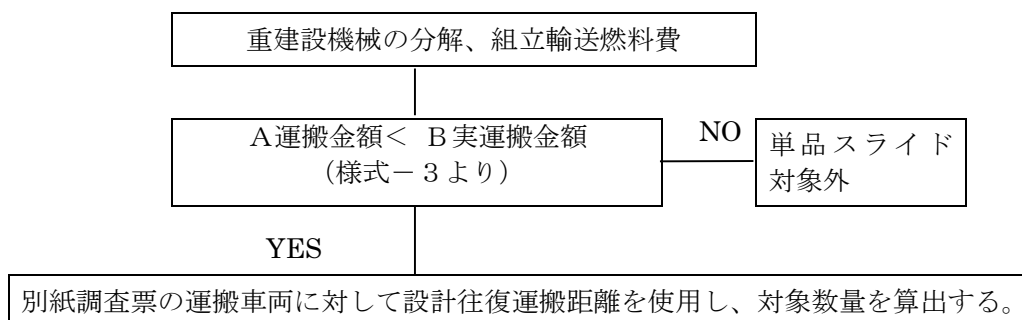 重建設機械の分解、組立輸送燃料費
A運搬金額< B実運搬金額
(様式-3より)
NO
単品スライド
対象外
YES
別紙調査票の運搬車両に対して設計往復運搬距離を使用し、対象数量を算出する。